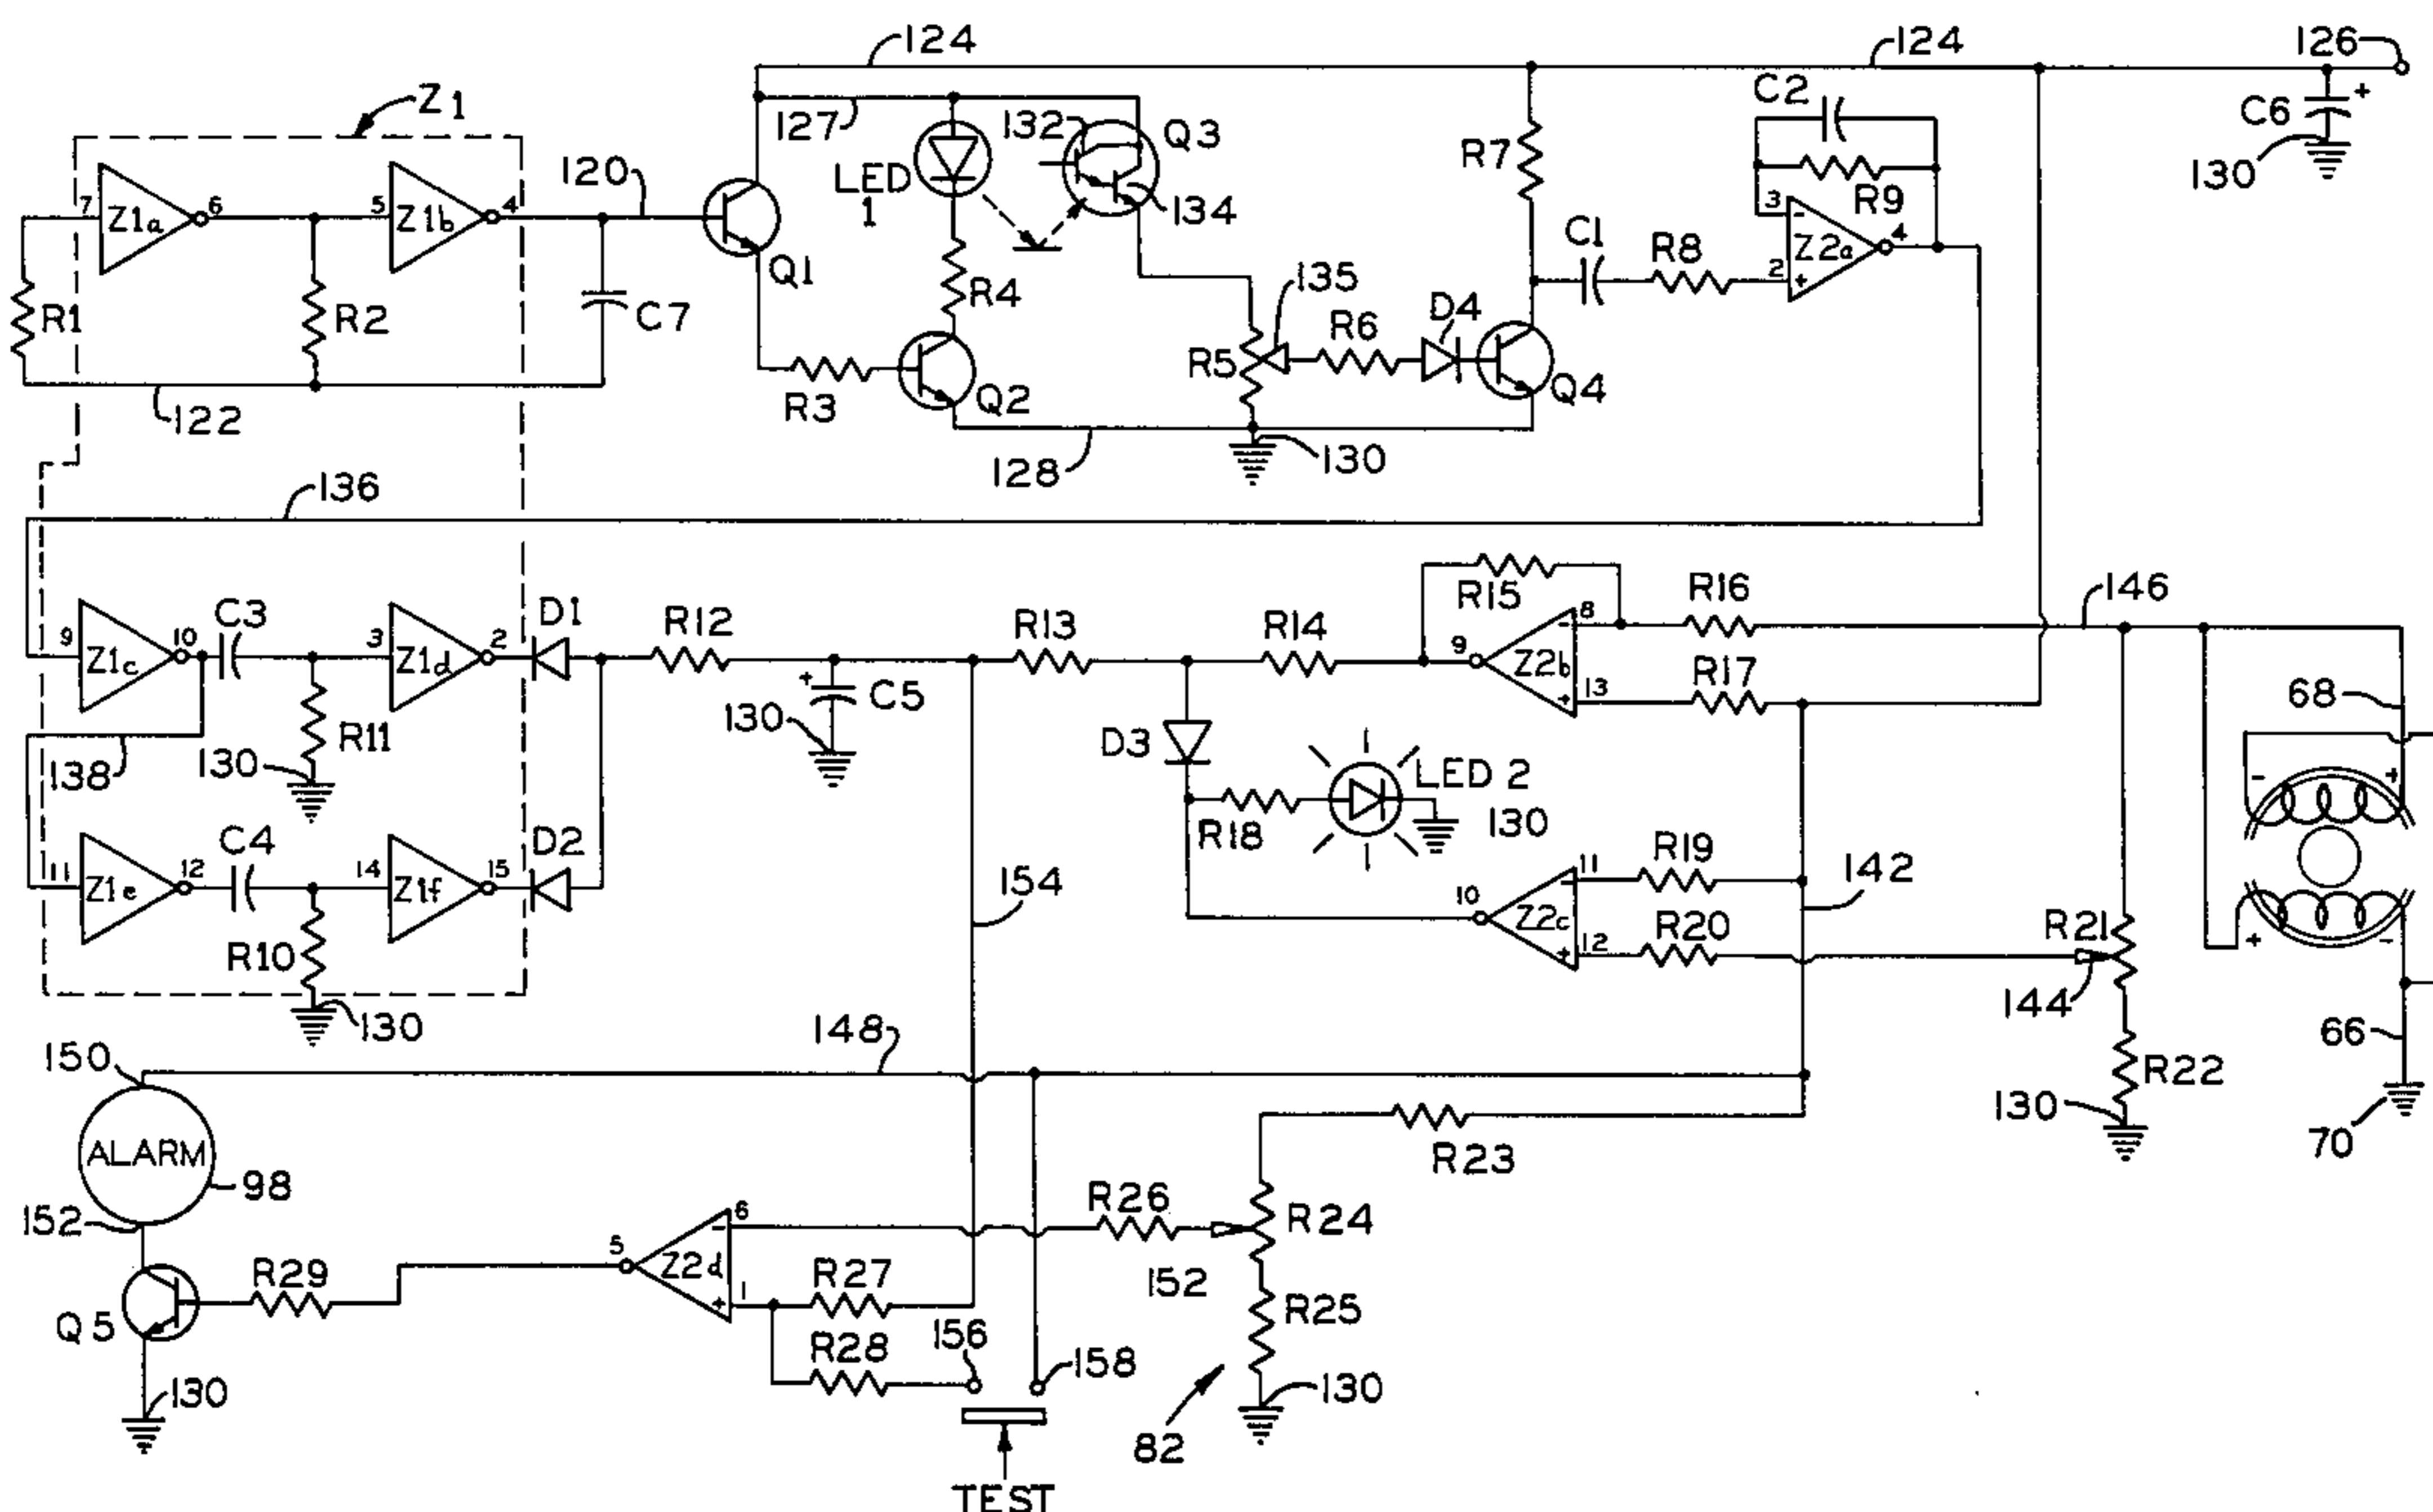 124 124 126
Z1 C2 C6
127 132 Q3 R7 130
120 LED 1 134 R9
7 Z1a 6 5 Z1b 4 3 - Z2a 4
Q1 C1 R8 2 +
R1 R2 C7 R4 135
D4
R5 R6
R3 Q2 Q4
122
128 130
136
R15 R16 146
C3 D1 R12 R13 R14 8 -
9 Z1c 10 3 Z1d 2 9 Z2b
+ C5 R17 68
130 13 +
138 R11 D3
130 LED 2 - +
C4 D2 R18 130
11 Z1e 12 14 Z1f 15 R19 142
154 11 -
10 Z2c R20 R21
R10 12 + + -
144
130
148 66
150 R22
130
70
ALARM R23
98
R26
152 6 - R24
5 Z2d 152
R29 R27
1 +
Q5 R25
156
R28 158
130 130
82
TEST